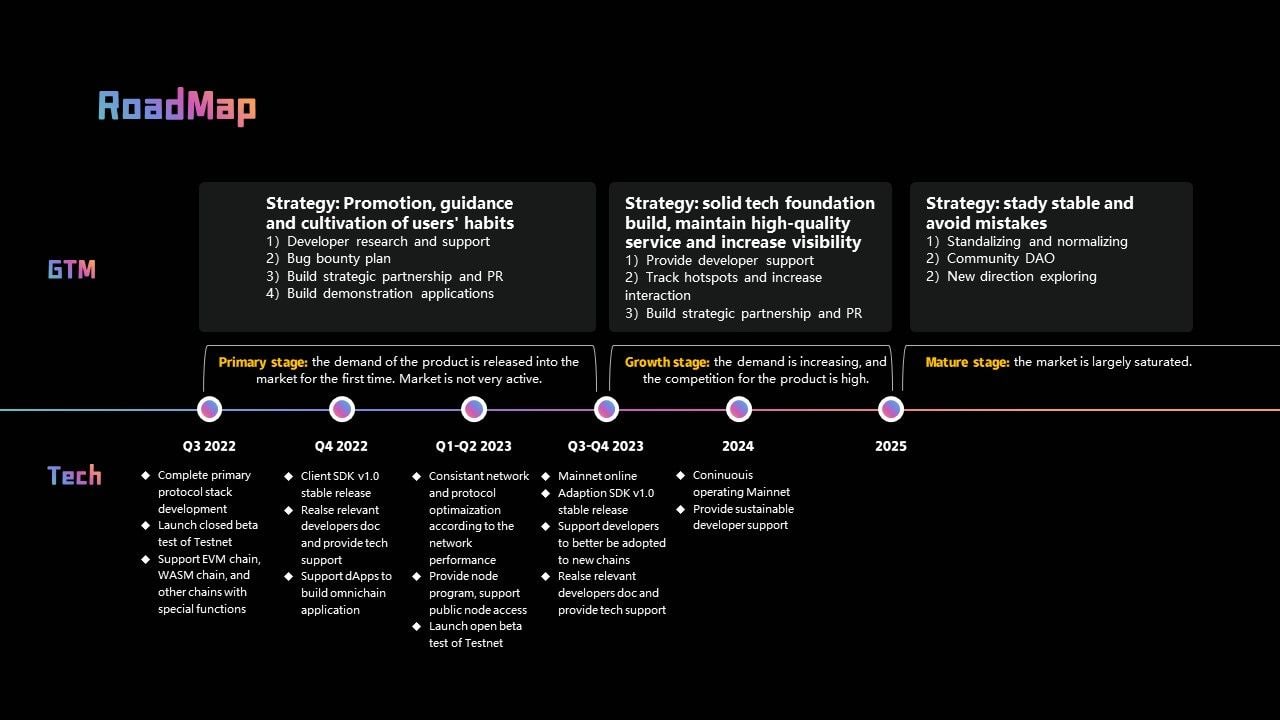 RoadMap
GTM
Strategy: Promotion, guidance
and cultivation of users' habits
1) Developer research and support
2) Bug bounty plan
3) Build strategic partnership and PR
4) Build demonstration applications
Strategy: solid tech foundation
build, maintain high-quality
service and increase visibility
1) Provide developer support
2) Track hotspots and increase
interaction
3) Build strategic partnership and PR
Strategy: stady stable and
avoid mistakes
1) Standalizing and normalizing
2) Community DAO
2) New direction exploring
Primary stage: the demand of the product is released into the
market for the first time. Market is not very active.
Growth stage: the demand is increasing, and
the competition for the product is high.
Mature stage: the market is largely saturated.
Tech
Q3 2022
◆ Complete primary
protocol stack
development
◆ Launch closed beta
test of Testnet
◆ Support EVM chain,
WASM chain, and
other chains with
special functions
Q4 2022
◆ Client SDK v1.0
stable release
◆ Realse relevant
developers doc
and provide tech
support
◆ Support dApps to
build omnichain
application
Q1-Q2 2023
◆ Consistant network
and protocol
optimaization
according to the
network
performance
◆ Provide node
program, support
public node access
◆ Launch open beta
test of Testnet
Q3-Q4 2023
◆ Mainnet online
◆ Adaption SDK v1.0
stable release
◆ Support developers
to better be adopted
to new chains
◆ Realse relevant
developers doc and
provide tech support
2024
◆ Coninuouis
operating Mainnet
◆ Provide sustainable
developer support
2025